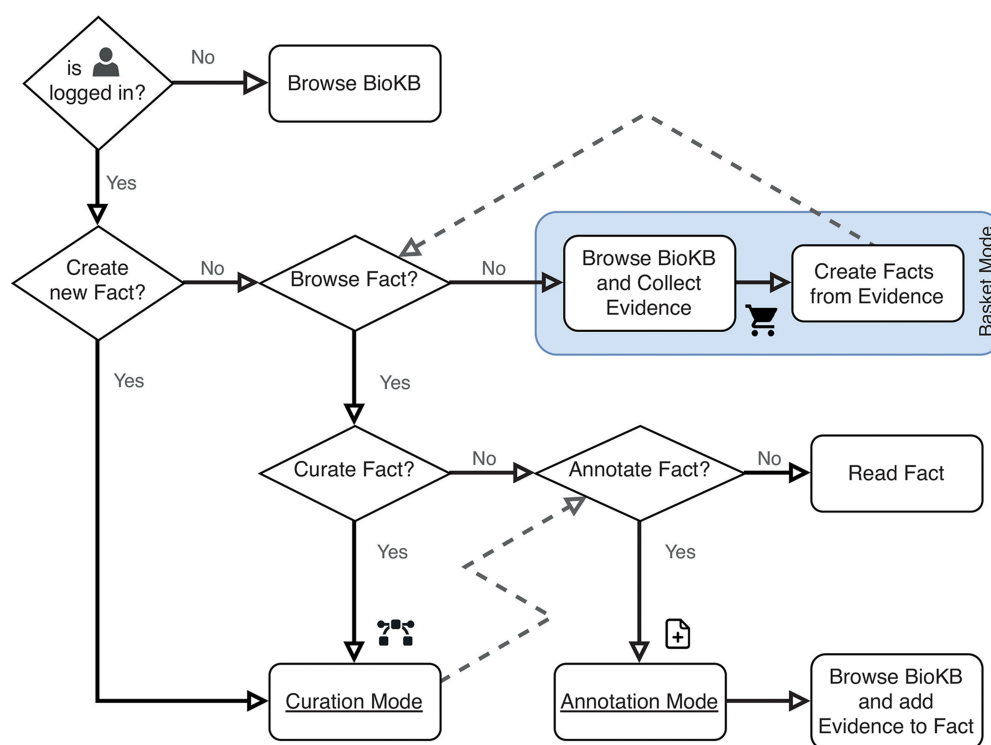 is
logged in?
No
Browse BioKB
Yes
Create
new Fact?
No
Browse Fact?
No
Browse BioKB
and Collect
Evidence
Create Facts
from Evidence
Basket Mode
Yes
Yes
Curate Fact?
No
Annotate Fact?
No
Read Fact
Yes
Yes
Curation Mode
Annotation Mode
Browse BioKB
and add
Evidence to Fact